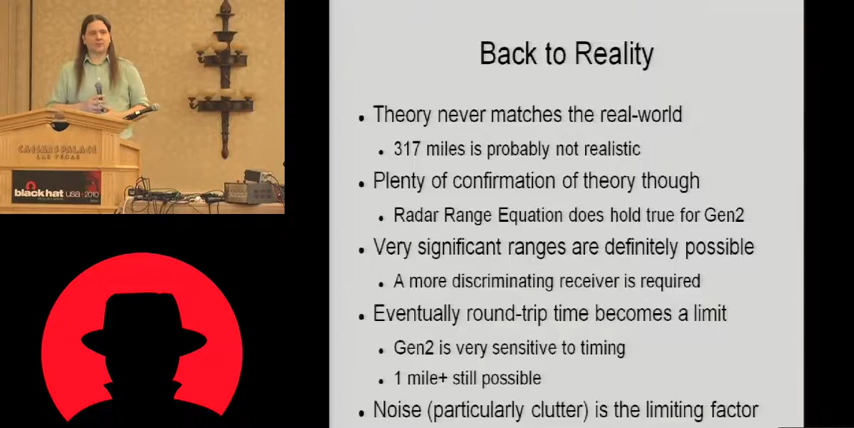 CAESARS PALACE
LAS VEGAS
black hat USA + 2010
Back to Reality
• Theory never matches the real-world
• 317 miles is probably not realistic
• Plenty of confirmation of theory though
• Radar Range Equation does hold true for Gen2
• Very significant ranges are definitely possible
• A more discriminating receiver is required
• Eventually round-trip time becomes a limit
• Gen2 is very sensitive to timing
• 1 mile+ still possible
• Noise (particularly clutter) is the limiting factor